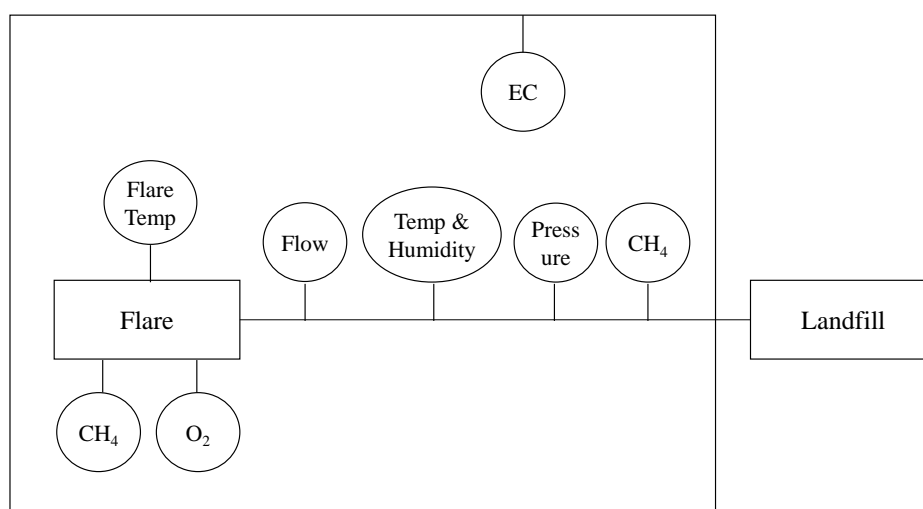 EC
Flare
Temp
Flow
Temp &
Humidity
Press
ure
CH₄
Flare
Landfill
CH₄
O₂